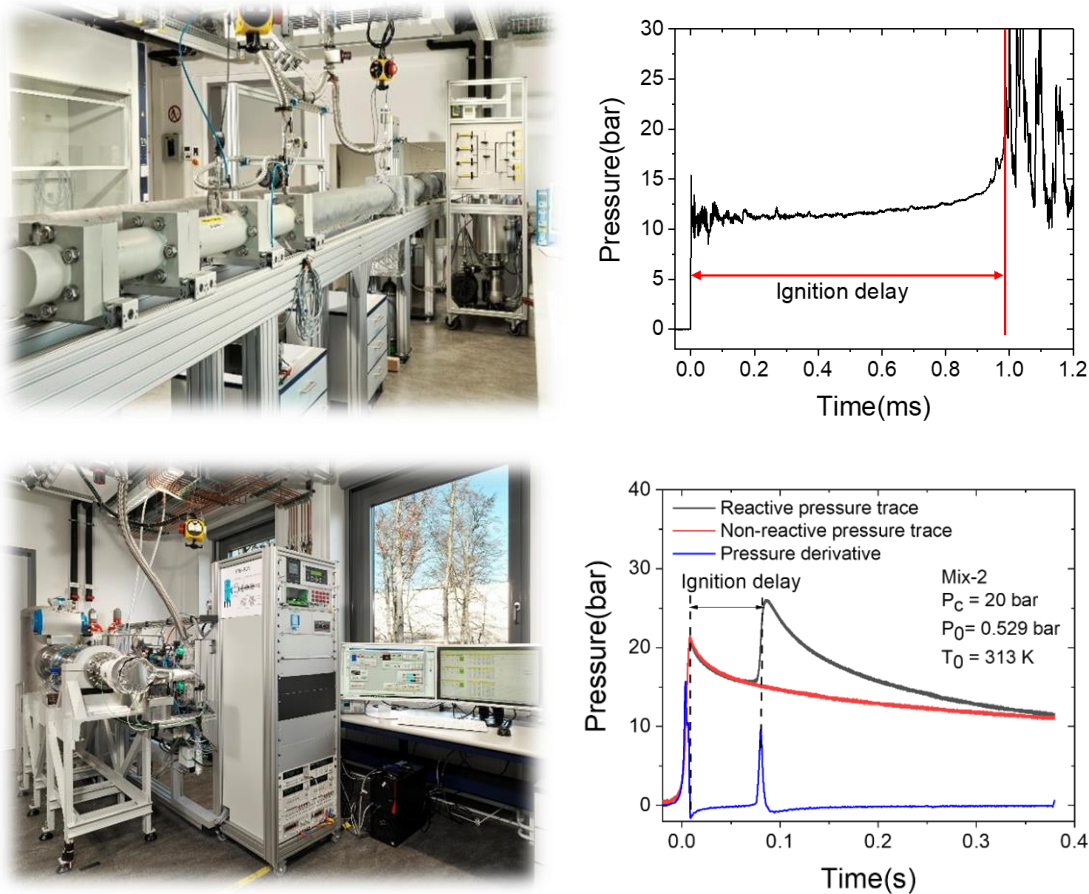 30
25
20
15
10
5
0
Pressure(bar)
Ignition delay
0.0 0.2 0.4 0.6 0.8 1.0 1.2
Time(ms)
40
30
20
10
0
Pressure(bar)
Reactive pressure trace
Non-reactive pressure trace
Pressure derivative
Ignition delay
Mix-2
Pc = 20 bar
P0= 0.529 bar
T0 = 313 K
0.0 0.1 0.2 0.3 0.4
Time(s)